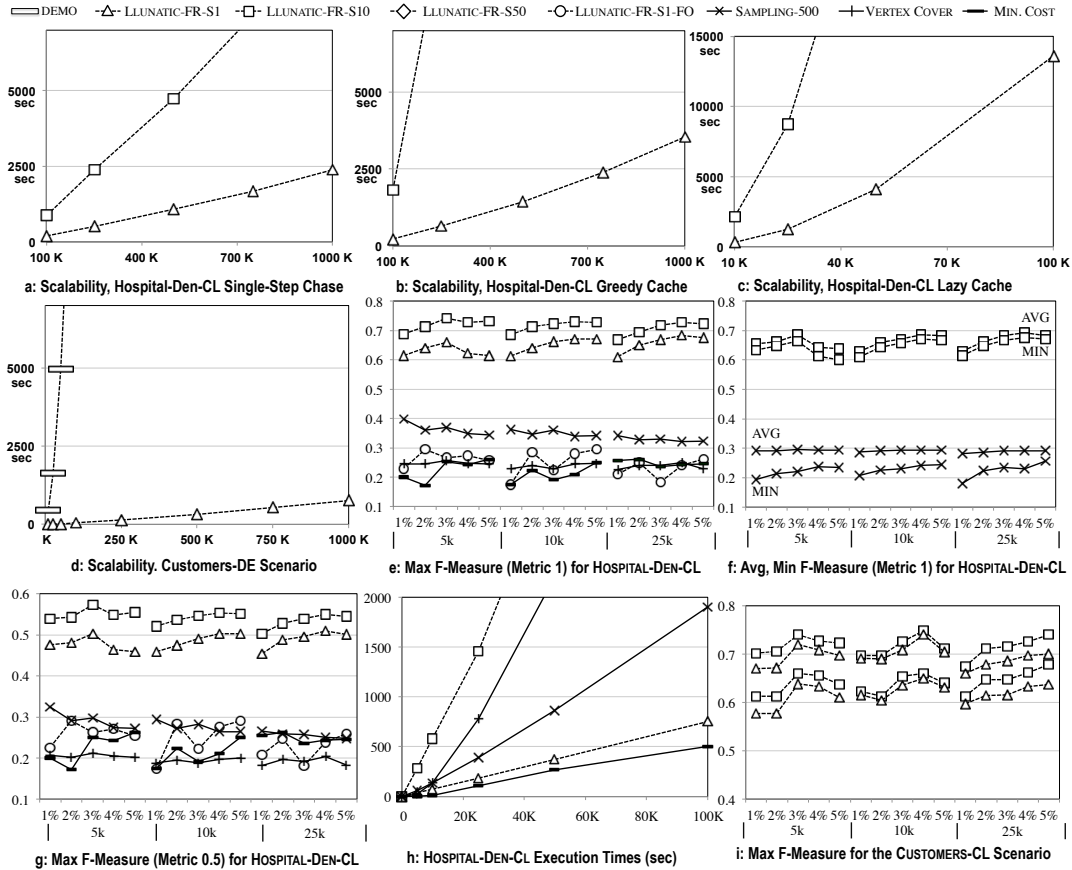 DEMO LLUNATIC-FR-S1 LLUNATIC-FR-S10 LLUNATIC-FR-S50 LLUNATIC-FR-S1-FO SAMPLING-500 VERTEX COVER MIN. COST
5000 sec
2500 sec
0
100 K 400 K 700 K 1000 K
a: Scalability, Hospital-Den-CL Single-Step Chase
5000 sec
2500 sec
0
100 K 400 K 700 K 1000 K
b: Scalability, Hospital-Den-CL Greedy Cache
15000 sec
10000 sec
5000 sec
0
10 K 40 K 70 K 100 K
c: Scalability, Hospital-Den-CL Lazy Cache
5000 sec
2500 sec
0
K 250 K 500 K 750 K 1000 K
d: Scalability. Customers-DE Scenario
0.8
0.7
0.6
0.5
0.4
0.3
0.2
0.1
1% 2% 3% 4% 5% 1% 2% 3% 4% 5% 1% 2% 3% 4% 5%
5k 10k 25k
e: Max F-Measure (Metric 1) for HOSPITAL-DEN-CL
0.8
0.7
0.6
0.5
0.4
0.3
0.2
0.1
AVG
MIN
AVG
MIN
1% 2% 3% 4% 5% 1% 2% 3% 4% 5% 1% 2% 3% 4% 5%
5k 10k 25k
f: Avg, Min F-Measure (Metric 1) for HOSPITAL-DEN-CL
0.6
0.5
0.4
0.3
0.2
0.1
1% 2% 3% 4% 5% 1% 2% 3% 4% 5% 1% 2% 3% 4% 5%
5k 10k 25k
g: Max F-Measure (Metric 0.5) for HOSPITAL-DEN-CL
2000
1500
1000
500
0
0 20K 40K 60K 80K 100K
h: HOSPITAL-DEN-CL Execution Times (sec)
0.8
0.7
0.6
0.5
0.4
1% 2% 3% 4% 5% 1% 2% 3% 4% 5% 1% 2% 3% 4% 5%
5k 10k 25k
i: Max F-Measure for the CUSTOMERS-CL Scenario